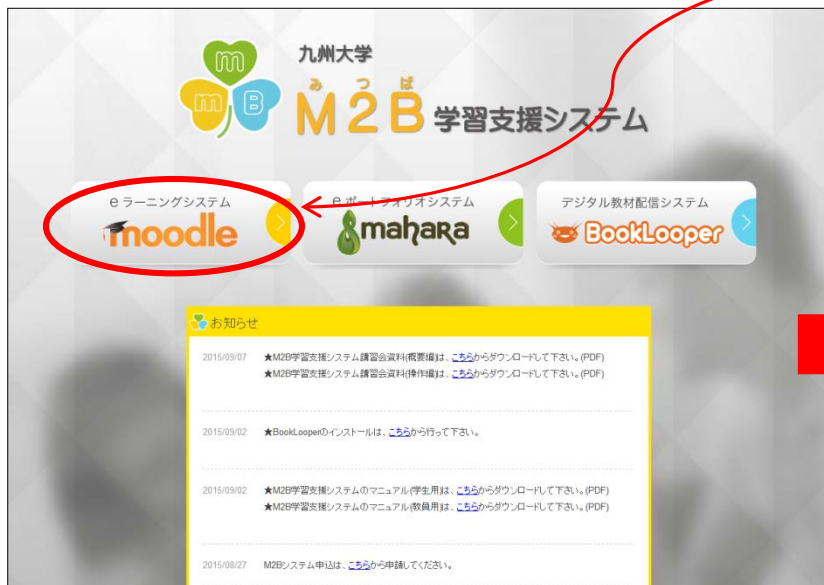 m
m B
九州大学
みつば
M2B 学習支援システム
eラーニングシステム
moodle
eポートフォリオシステム
mahara
デジタル教材配信システム
BookLooper
お知らせ
2015/09/07 ★M2B学習支援システム講習会資料(概要編)は、こちらからダウンロードして下さい。(PDF)
★M2B学習支援システム講習会資料(操作編)は、こちらからダウンロードして下さい。(PDF)
2015/09/02 ★BookLooperのインストールは、こちらから行って下さい。
2015/09/02 ★M2B学習支援システムのマニュアル(学生用)は、こちらからダウンロードして下さい。(PDF)
★M2B学習支援システムのマニュアル(教員用)は、こちらからダウンロードして下さい。(PDF)
2015/08/27 M2Bシステム申込は、こちらから申請してください。